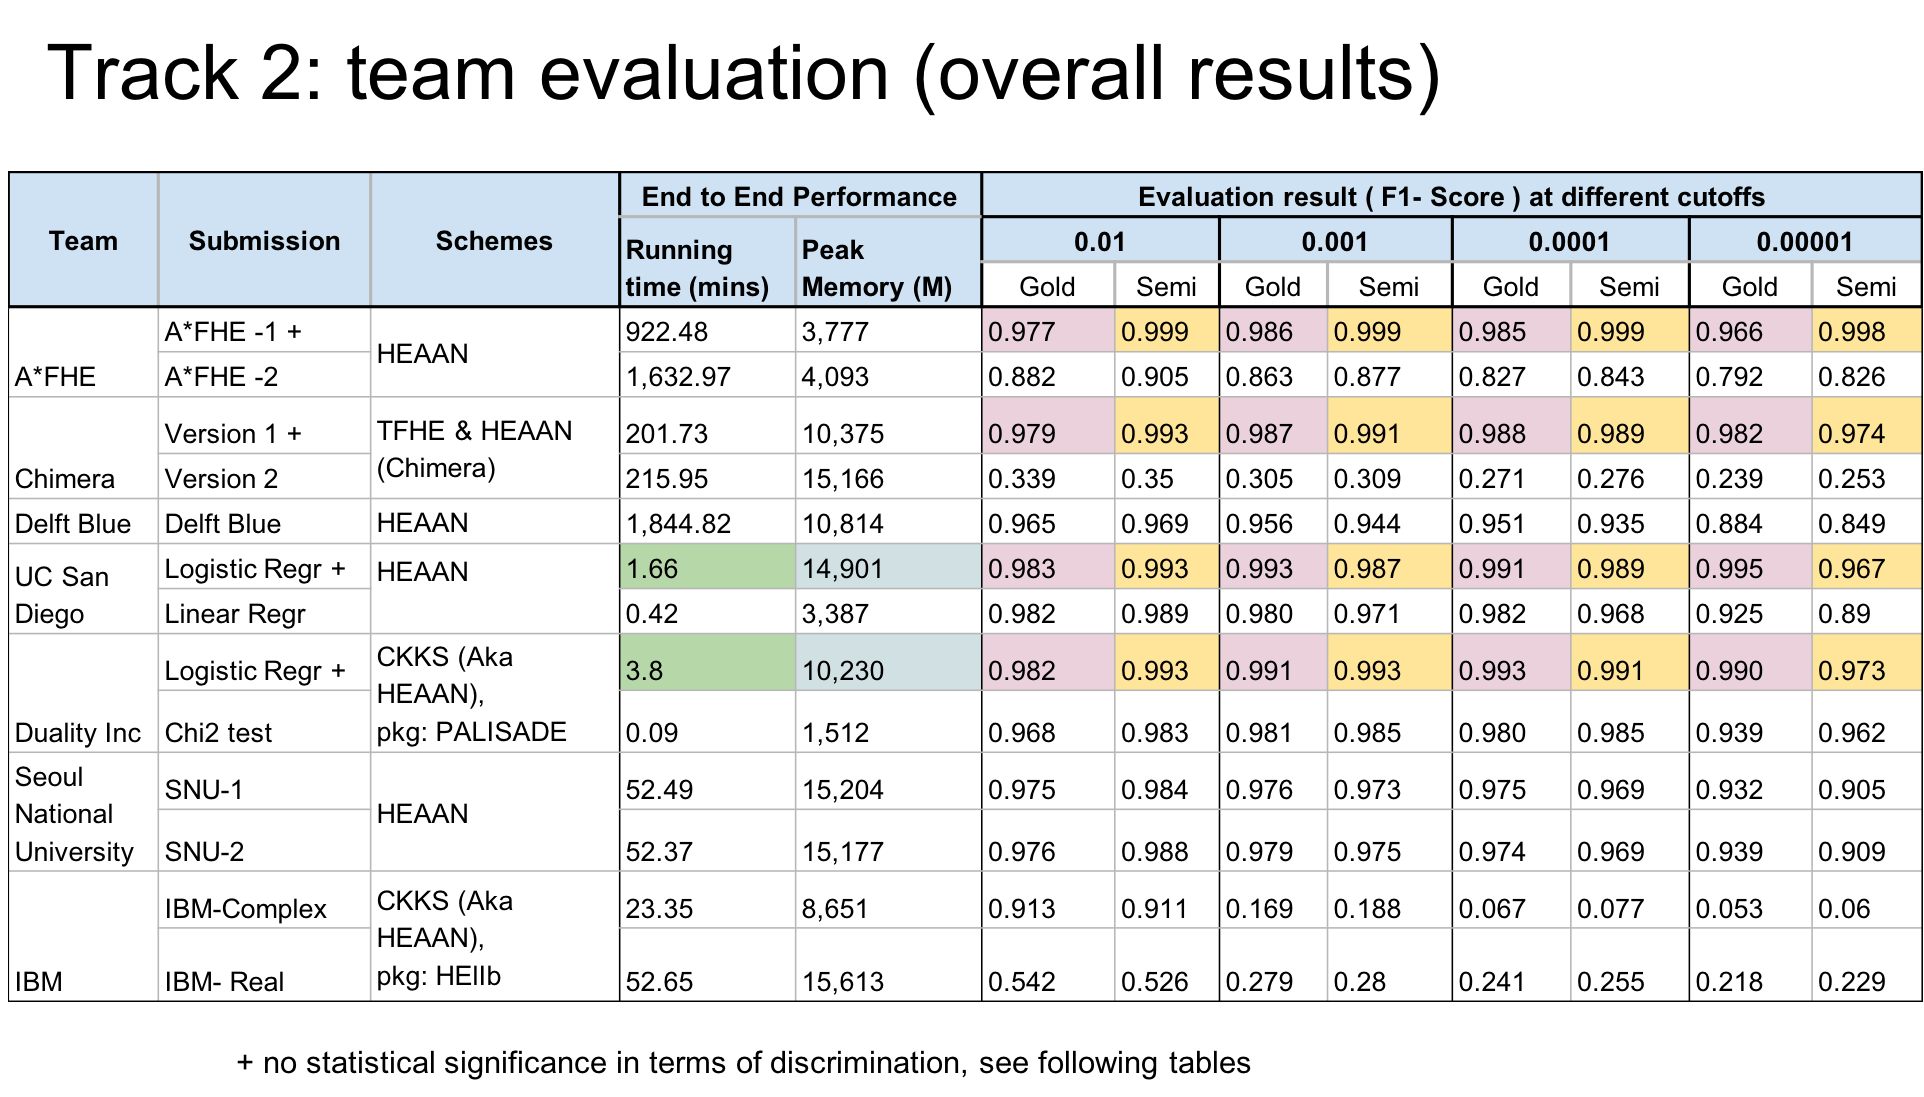 Track 2: team evaluation (overall results)
Team Submission Schemes End to End Performance Evaluation result ( F1- Score ) at different cutoffs
Running time (mins) Peak Memory (M) 0.01 0.001 0.0001 0.00001
Gold Semi Gold Semi Gold Semi Gold Semi
A*FHE A*FHE -1 + HEAAN 922.48 3,777 0.977 0.999 0.986 0.999 0.985 0.999 0.966 0.998
A*FHE -2 1,632.97 4,093 0.882 0.905 0.863 0.877 0.827 0.843 0.792 0.826
Chimera Version 1 + TFHE & HEAAN (Chimera) 201.73 10,375 0.979 0.993 0.987 0.991 0.988 0.989 0.982 0.974
Version 2 215.95 15,166 0.339 0.35 0.305 0.309 0.271 0.276 0.239 0.253
Delft Blue Delft Blue HEAAN 1,844.82 10,814 0.965 0.969 0.956 0.944 0.951 0.935 0.884 0.849
UC San Diego Logistic Regr + HEAAN 1.66 14,901 0.983 0.993 0.993 0.987 0.991 0.989 0.995 0.967
Linear Regr 0.42 3,387 0.982 0.989 0.980 0.971 0.982 0.968 0.925 0.89
Duality Inc Logistic Regr + CKKS (Aka HEAAN), pkg: PALISADE 3.8 10,230 0.982 0.993 0.991 0.993 0.993 0.991 0.990 0.973
Chi2 test 0.09 1,512 0.968 0.983 0.981 0.985 0.980 0.985 0.939 0.962
Seoul National University SNU-1 HEAAN 52.49 15,204 0.975 0.984 0.976 0.973 0.975 0.969 0.932 0.905
SNU-2 52.37 15,177 0.976 0.988 0.979 0.975 0.974 0.969 0.939 0.909
IBM IBM-Complex CKKS (Aka HEAAN), pkg: HEIIb 23.35 8,651 0.913 0.911 0.169 0.188 0.067 0.077 0.053 0.06
IBM- Real 52.65 15,613 0.542 0.526 0.279 0.28 0.241 0.255 0.218 0.229
+ no statistical significance in terms of discrimination, see following tables